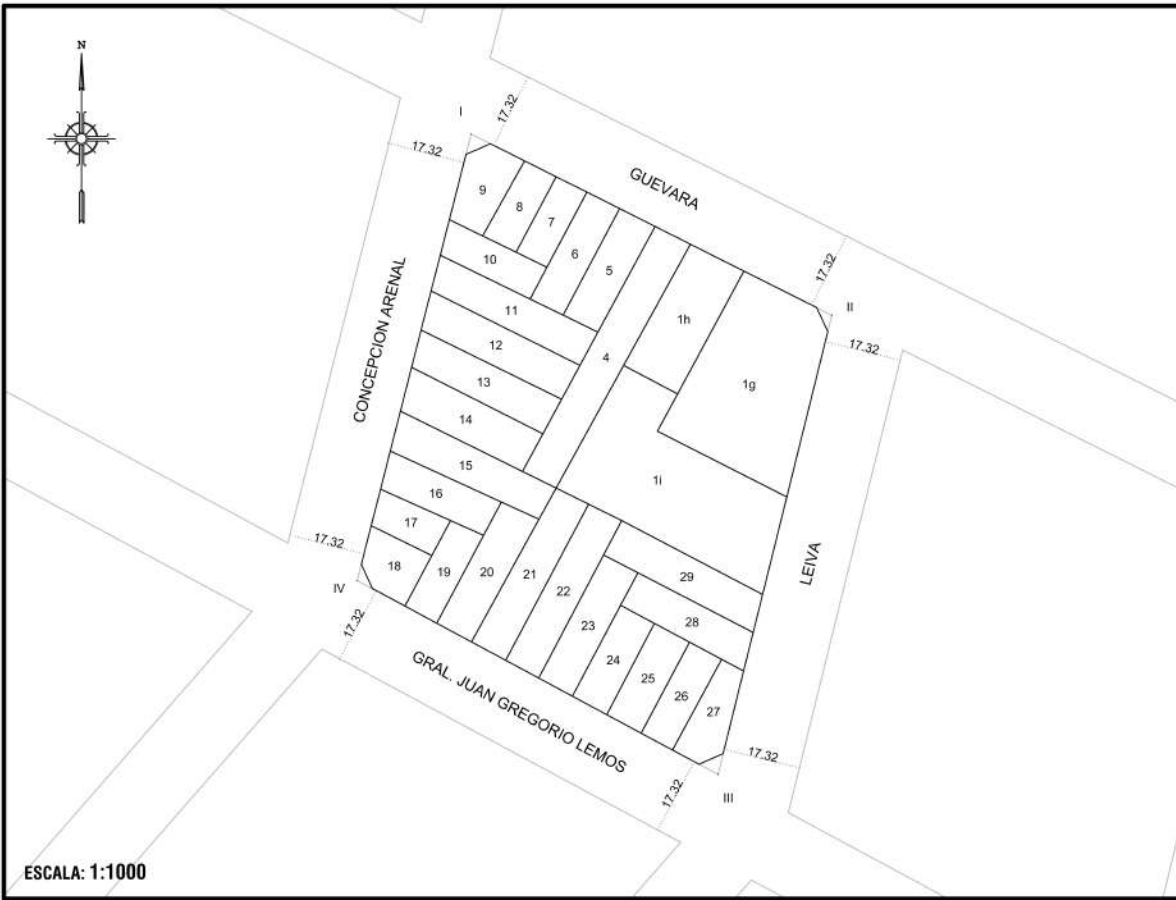 N
I
17.32
17.32
GUEVARA
9
8
7
6
5
10
11
4
1h
12
13
14
1g
17.32
II
17.32
CONCEPCION ARENAL
15
16
17
18
19
20
21
22
1i
LEIVA
29
28
23
24
25
26
27
17.32
IV
17.32
GRAL. JUAN GREGORIO LEMOS
17.32
17.32
III
ESCALA: 1:1000